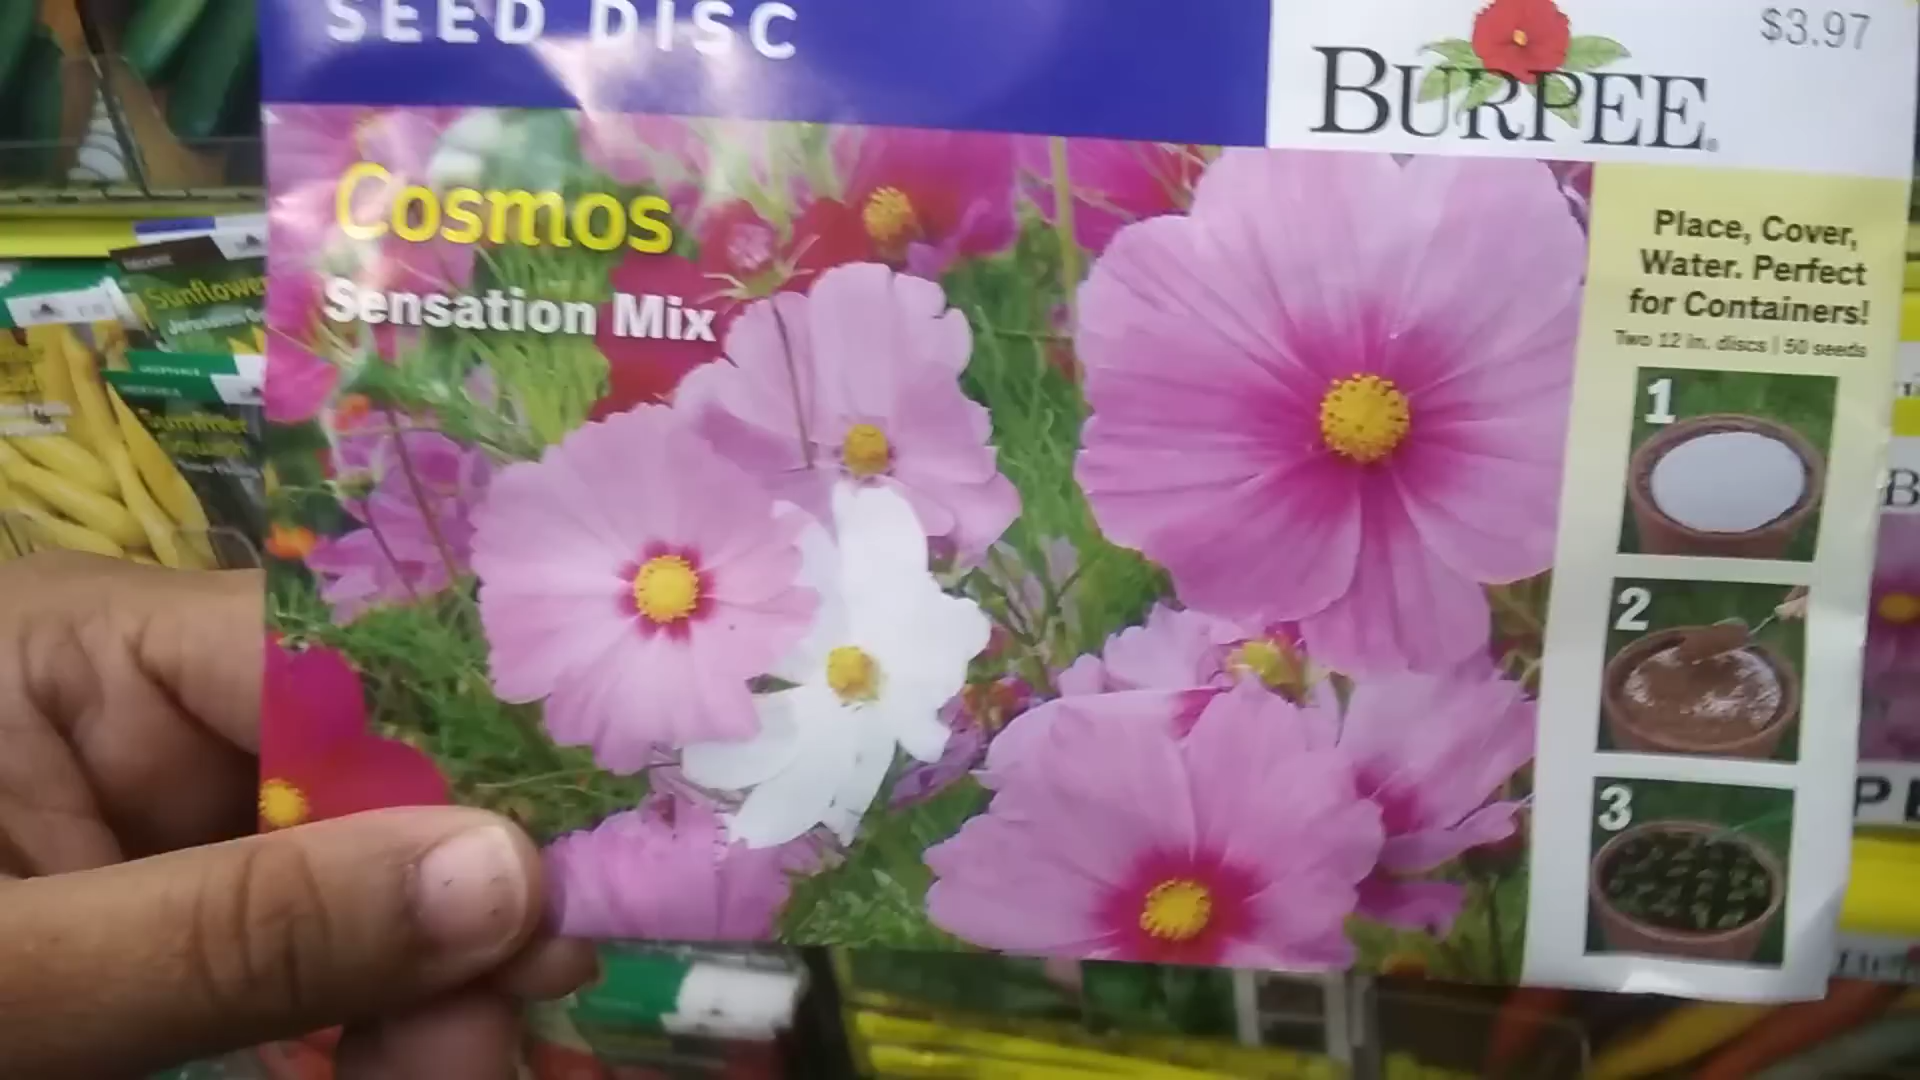 SEED DISC
$3.97
BURPEE
Cosmos
Sensation Mix
Place, Cover,
Water. Perfect
for Containers!
Two 12 in. discs | 50 seeds
1
2
3
Sunflower
Summer
B